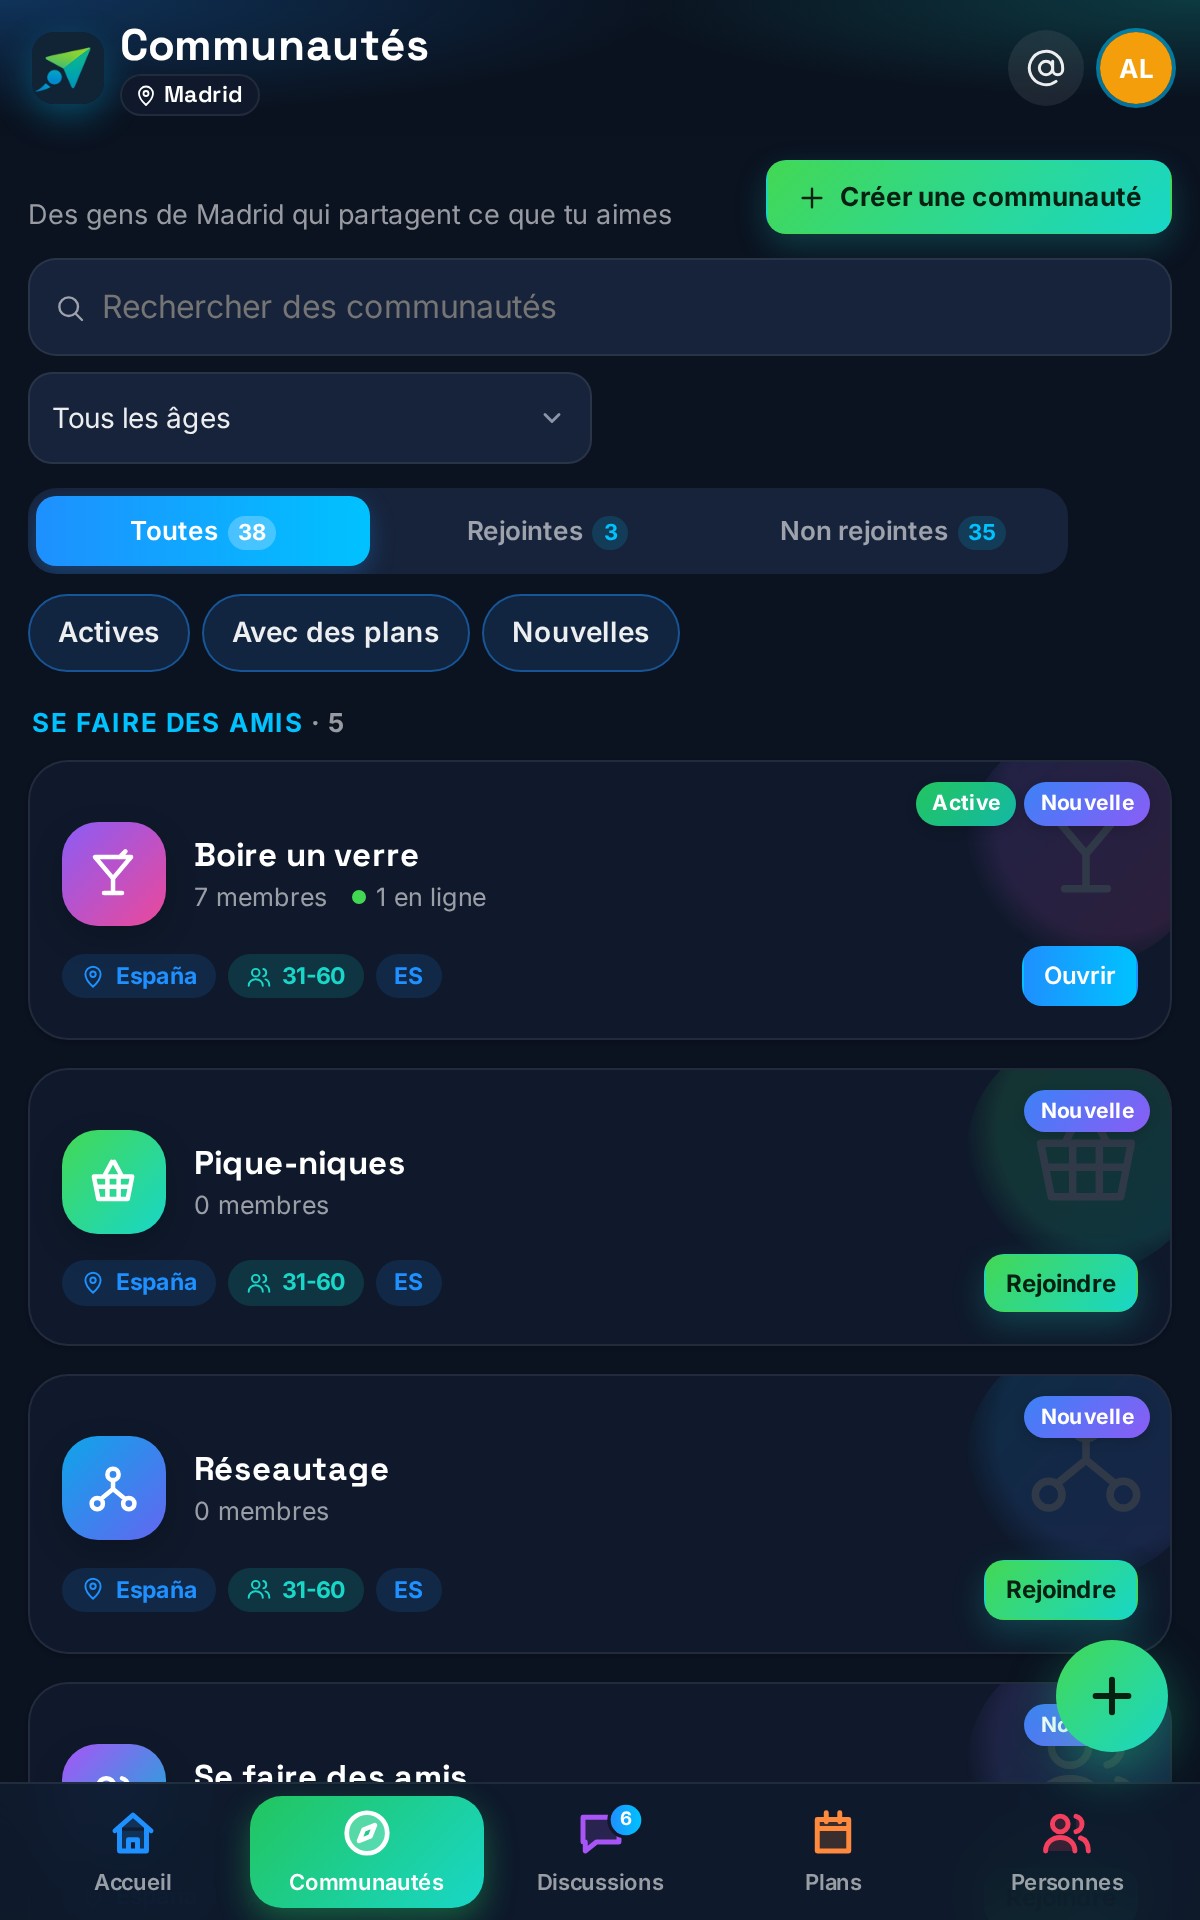 Communautés
Madrid
@
AL
Des gens de Madrid qui partagent ce que tu aimes
+ Créer une communauté
Rechercher des communautés
Tous les âges
Toutes 38
Rejointes 3
Non rejointes 35
Actives
Avec des plans
Nouvelles
SE FAIRE DES AMIS · 5
Active
Nouvelle
Boire un verre
7 membres
1 en ligne
España
31-60
ES
Ouvrir
Nouvelle
Pique-niques
0 membres
España
31-60
ES
Rejoindre
Nouvelle
Réseautage
0 membres
España
31-60
ES
Rejoindre
Se faire des amis
Accueil
Communautés
6
Discussions
Plans
Personnes